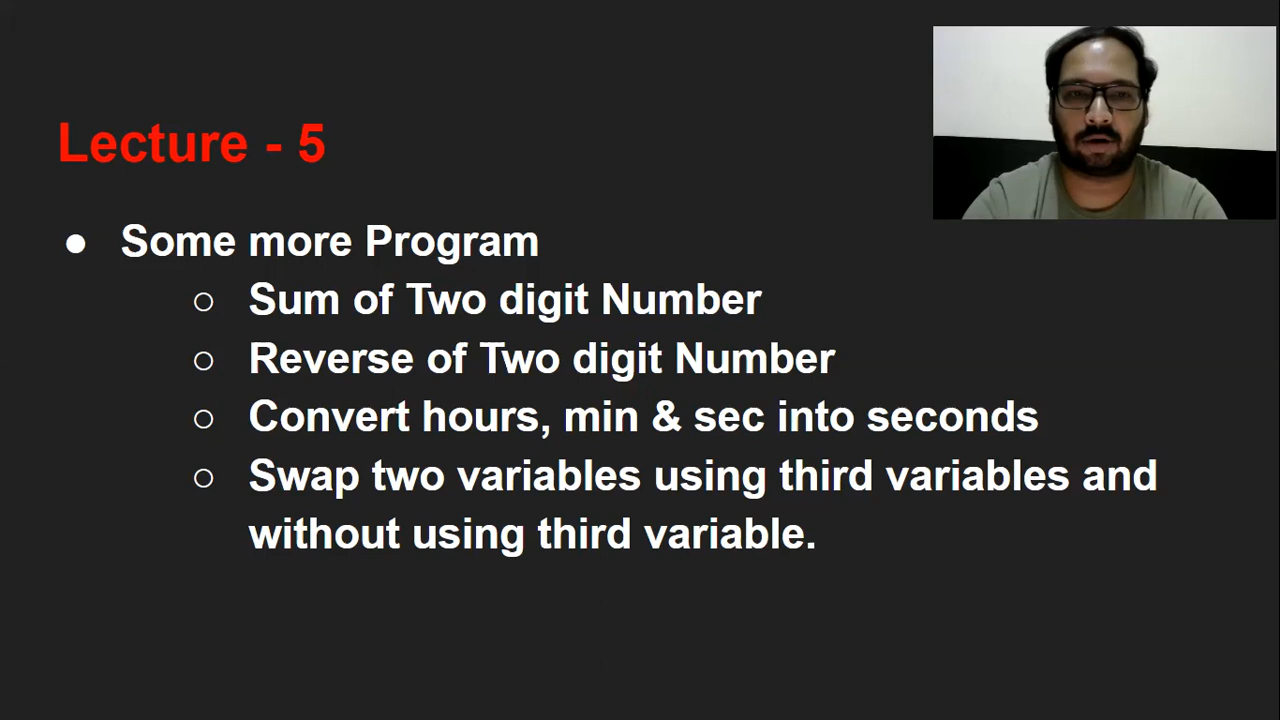 Lecture - 5
● Some more Program
○ Sum of Two digit Number
○ Reverse of Two digit Number
○ Convert hours, min & sec into seconds
○ Swap two variables using third variables and
without using third variable.